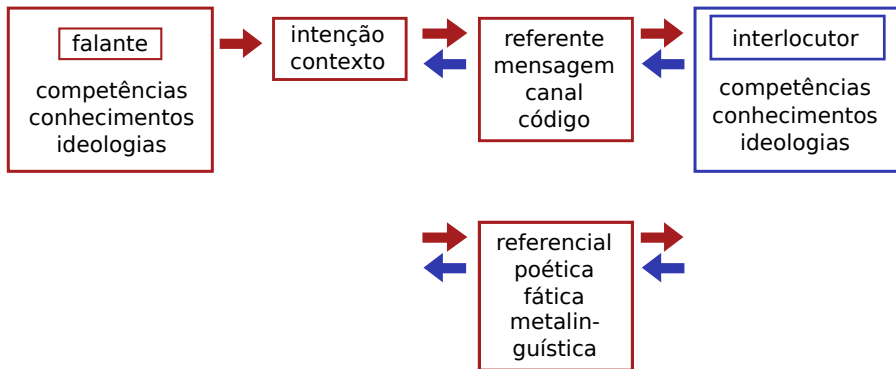 falante
competências
conhecimentos
ideologias
intenção
contexto
referente
mensagem
canal
código
interlocutor
competências
conhecimentos
ideologias
referencial
poética
fática
metalin-
guística